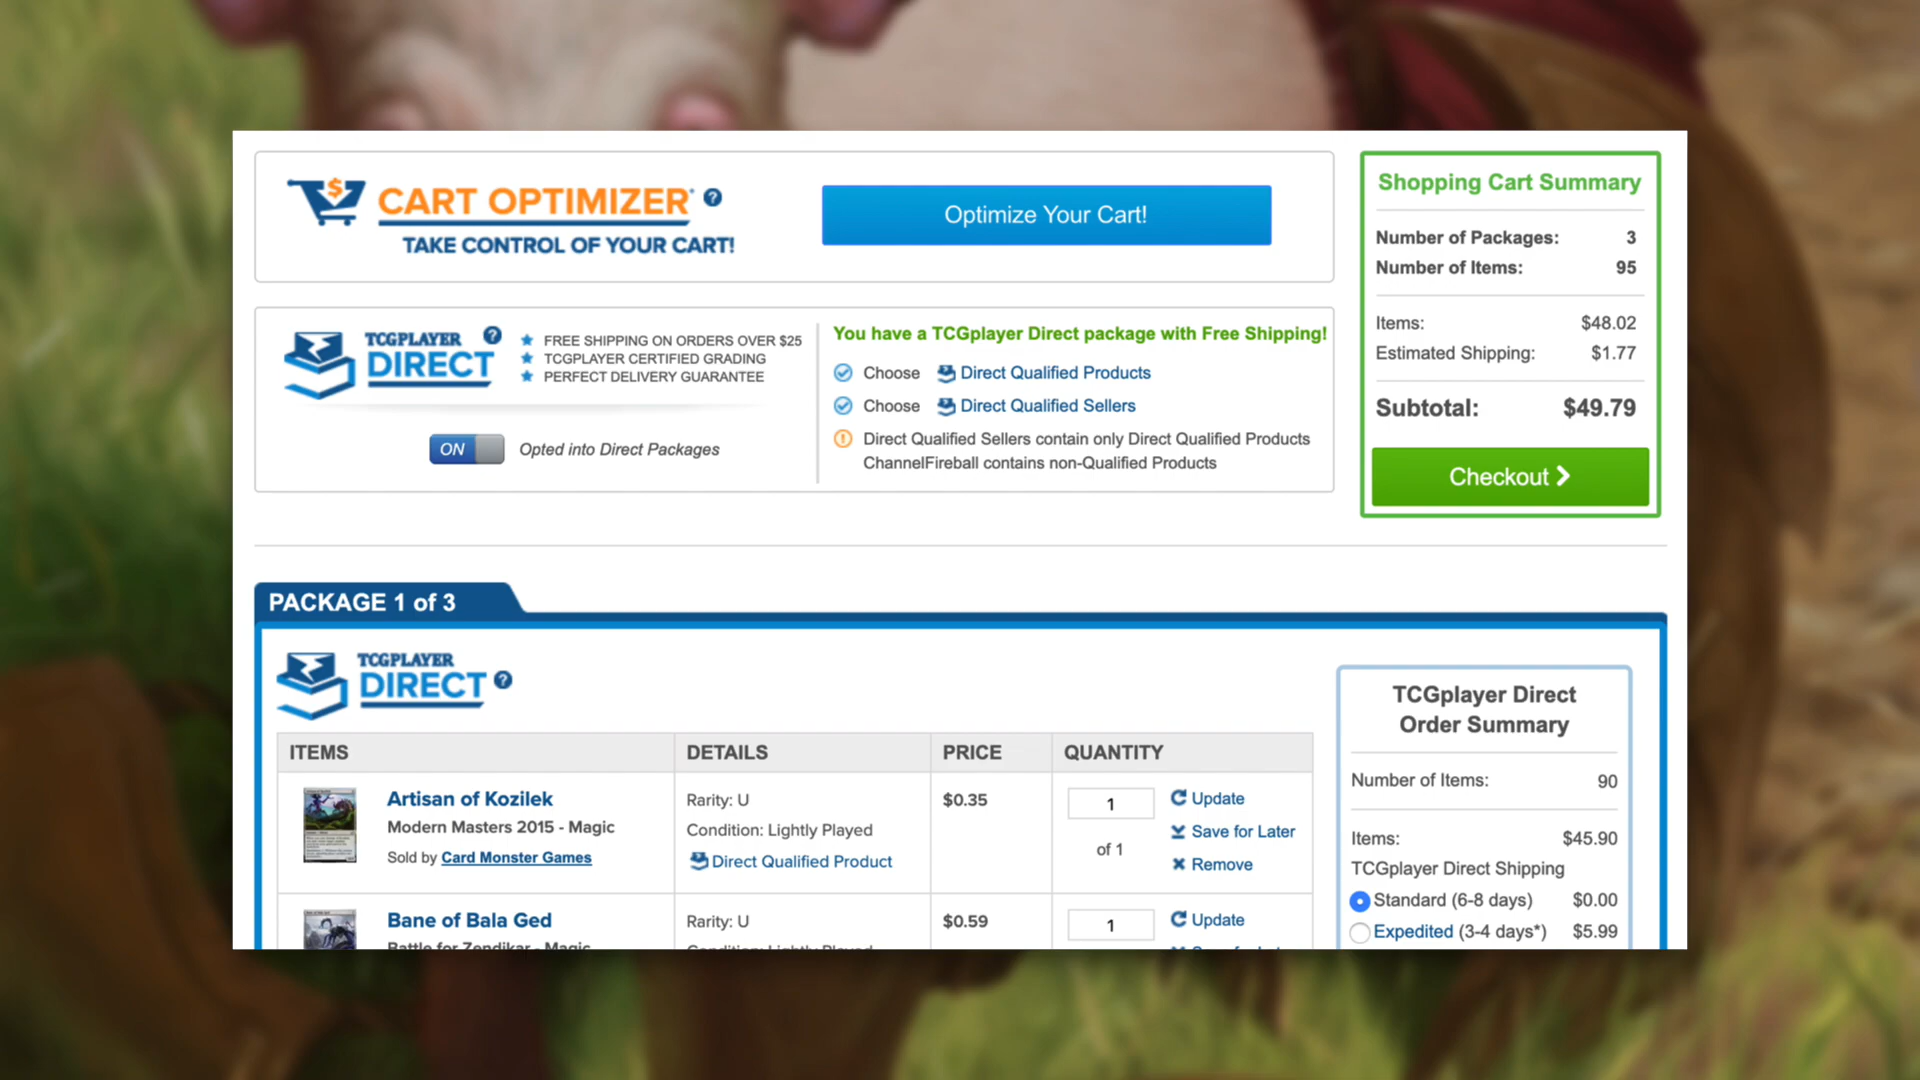 CART OPTIMIZER
TAKE CONTROL OF YOUR CART!
Optimize Your Cart!
TCGPLAYER
DIRECT
FREE SHIPPING ON ORDERS OVER $25
TCGPLAYER CERTIFIED GRADING
PERFECT DELIVERY GUARANTEE
ON Opted into Direct Packages
You have a TCGplayer Direct package with Free Shipping!
Choose Direct Qualified Products
Choose Direct Qualified Sellers
Direct Qualified Sellers contain only Direct Qualified Products
ChannelFireball contains non-Qualified Products
Shopping Cart Summary
Number of Packages: 3
Number of Items: 95
Items: $48.02
Estimated Shipping: $1.77
Subtotal: $49.79
Checkout
PACKAGE 1 of 3
TCGPLAYER
DIRECT
ITEMS DETAILS PRICE QUANTITY
Artisan of Kozilek
Modern Masters 2015 - Magic
Sold by Card Monster Games
Rarity: U
Condition: Lightly Played
Direct Qualified Product
$0.35
1
of 1
Update
Save for Later
Remove
Bane of Bala Ged
Battle for Zendikar - Magic
Rarity: U
Condition: Lightly Played
$0.59
1
Update
TCGplayer Direct
Order Summary
Number of Items: 90
Items: $45.90
TCGplayer Direct Shipping
Standard (6-8 days) $0.00
Expedited (3-4 days*) $5.99